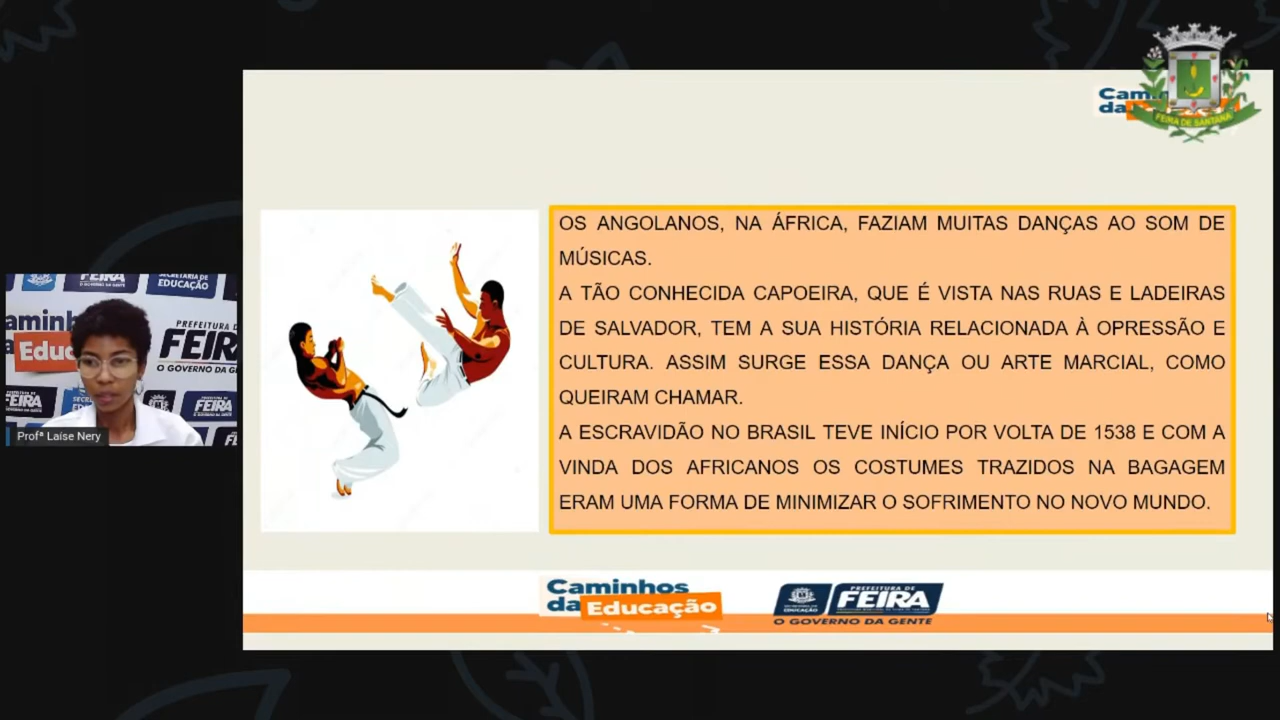 FEIRA DE SANTANA
OS ANGOLANOS, NA ÁFRICA, FAZIAM MUITAS DANÇAS AO SOM DE
MÚSICAS.
A TÃO CONHECIDA CAPOEIRA, QUE É VISTA NAS RUAS E LADEIRAS
DE SALVADOR, TEM A SUA HISTÓRIA RELACIONADA À OPRESSÃO E
CULTURA. ASSIM SURGE ESSA DANÇA OU ARTE MARCIAL, COMO
QUEIRAM CHAMAR.
A ESCRAVIDÃO NO BRASIL TEVE INÍCIO POR VOLTA DE 1538 E COM A
VINDA DOS AFRICANOS OS COSTUMES TRAZIDOS NA BAGAGEM
ERAM UMA FORMA DE MINIMIZAR O SOFRIMENTO NO NOVO MUNDO.
SECRETARIA DE
EDUCAÇÃO
PREFEITURA D
FEIR
O GOVERNO DA G
FEIRA
Profª Laíse Nery
Caminhos
da Educação
SECRETARIA DE
EDUCAÇÃO
PREFEITURA DE
FEIRA
O GOVERNO DA GENTE